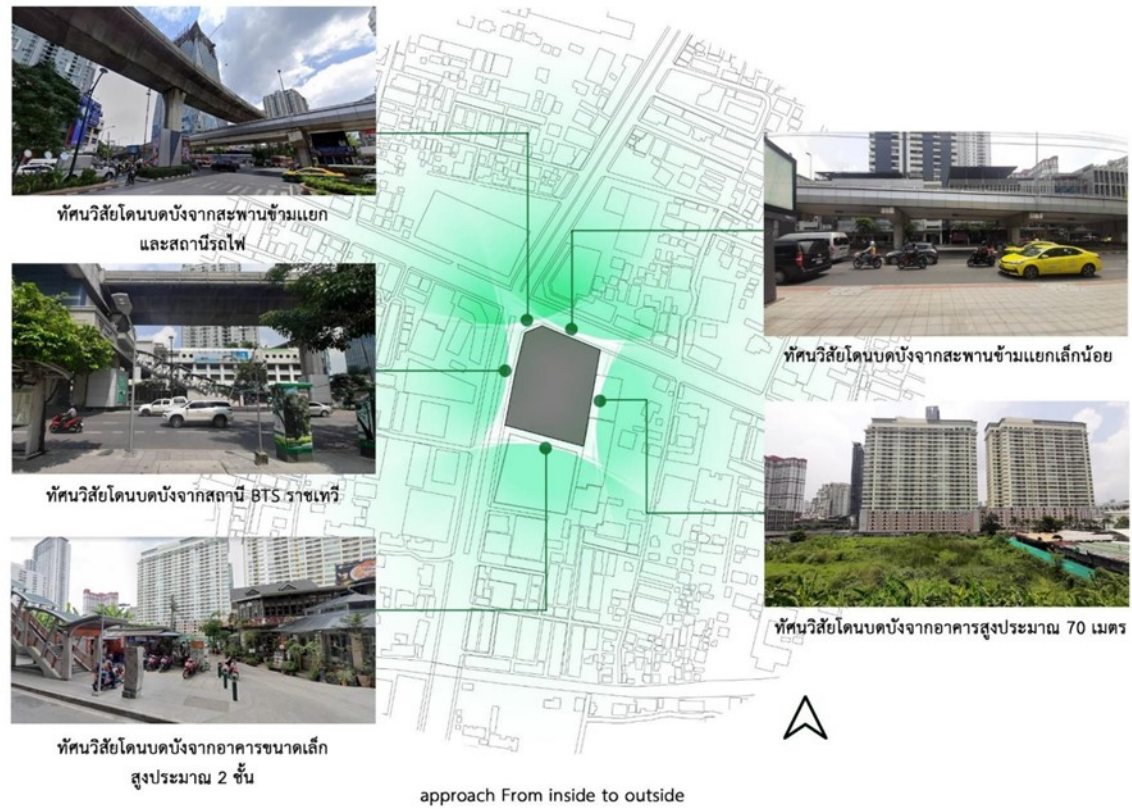 ทัศนวิสัยโดนบดบังจากสะพานข้ามแยก
และสถานีรถไฟ
ทัศนวิสัยโดนบดบังจากสถานี BTS ราชเทวี
ทัศนวิสัยโดนบดบังจากอาคารขนาดเล็ก
สูงประมาณ 2 ชั้น
ทัศนวิสัยโดนบดบังจากสะพานข้ามแยกเล็กน้อย
ทัศนวิสัยโดนบดบังจากอาคารสูงประมาณ 70 เมตร
approach From inside to outside